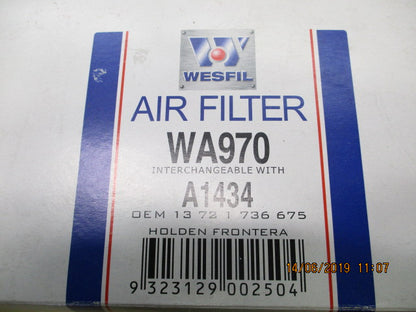 W
WESFIL
AIR FILTER
WA970
INTERCHANGEABLE WITH
A1434
OEM 13 72 1 736 675
HOLDEN FRONTERA
9 323129 002504
14/06/2019 11:07